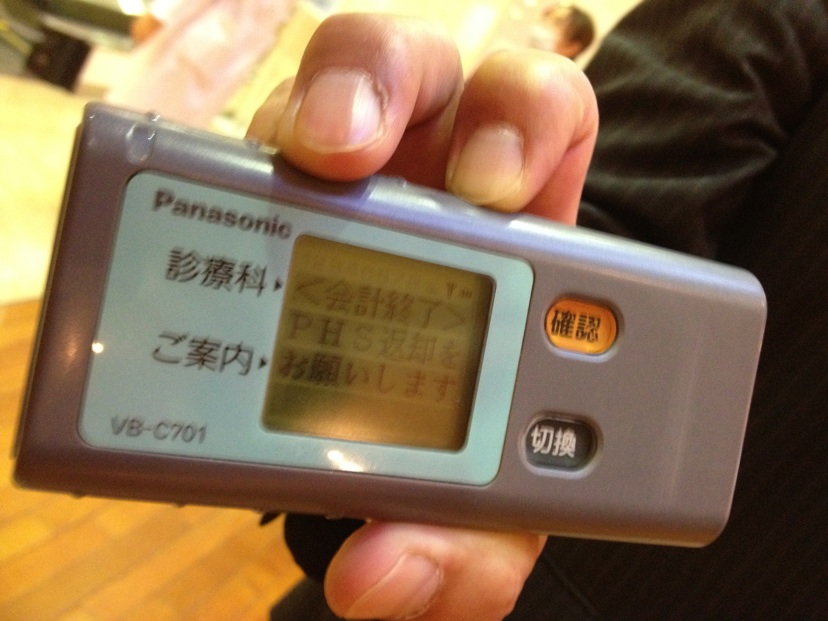 Panasonic
診療科
ご案内
VB-C701
<会計終了>
PHS返却を
お願いします
確認
切換